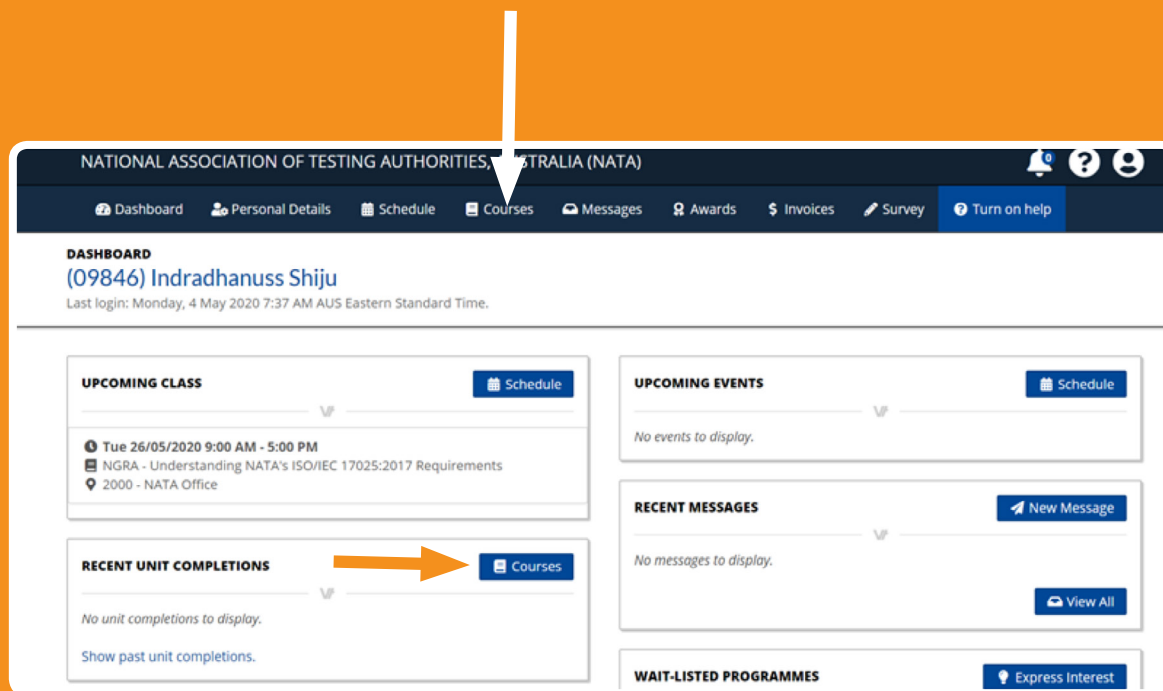 NATIONAL ASSOCIATION OF TESTING AUTHORITIES, (NATA)
0
Dashboard Personal Details Schedule Courses Messages Awards $ Invoices Survey Turn on help
DASHBOARD
(09846) Indradhanuss Shiju
Last login: Monday, 4 May 2020 7:37 AM AUS Eastern Standard Time.
UPCOMING CLASS
Schedule
Tue 26/05/2020 9:00 AM - 5:00 PM
NGRA - Understanding NATA's ISO/IEC 17025:2017 Requirements
2000 - NATA Office
RECENT UNIT COMPLETIONS
Courses
No unit completions to display.
Show past unit completions.
UPCOMING EVENTS
Schedule
No events to display.
RECENT MESSAGES
New Message
No messages to display.
View All
WAIT-LISTED PROGRAMMES
Express Interest